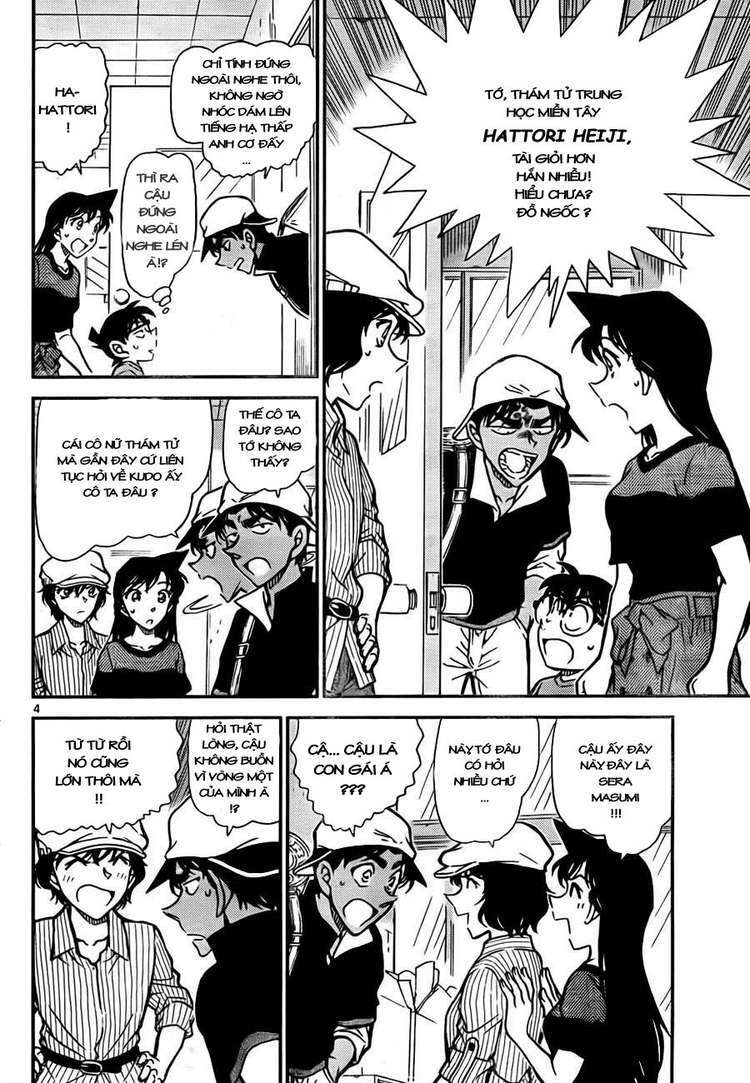 TỚ, THÁM TỬ TRUNG
HỌC MIỀN TÂY
HATTORI HEIJI,
TÀI GIỎI HƠN
HẮN NHIỀU!
HIỂU CHƯA?
ĐỒ NGỐC ?
CHỈ TÍNH ĐỨNG
NGOÀI NGHE THÔI,
KHÔNG NGỜ
NHÓC DÁM LÊN
TIẾNG HẠ THẤP
ANH CƠ ĐẤY
...
HA-
HATTORI
!
THÌ RA
CẬU
ĐỨNG
NGOÀI
NGHE LÉN
À!?
THẾ CÔ TA
ĐÂU? SAO
TỚ KHÔNG
THẤY?
CÁI CÔ NỮ THÁM TỬ
MÀ GẦN ĐÂY CỨ LIÊN
TỤC HỎI VỀ KUDO ẤY
CÔ TA ĐÂU ?
4
CẬU ẤY ĐÂY
NÀY ĐÂY LÀ
SERA
MASUMI
!!!
NÀY TỚ ĐÂU
CÓ HỎI
NHIỀU CHỨ
...
CẬ... CẬU LÀ
CON GÁI Á
???
HỎI THẬT
LÒNG, CẬU
KHÔNG BUỒN
VÌ VÒNG MỘT
CỦA MÌNH À
!?
TỪ TỪ RỒI
NÓ CŨNG
LỚN THÔI MÀ
!!